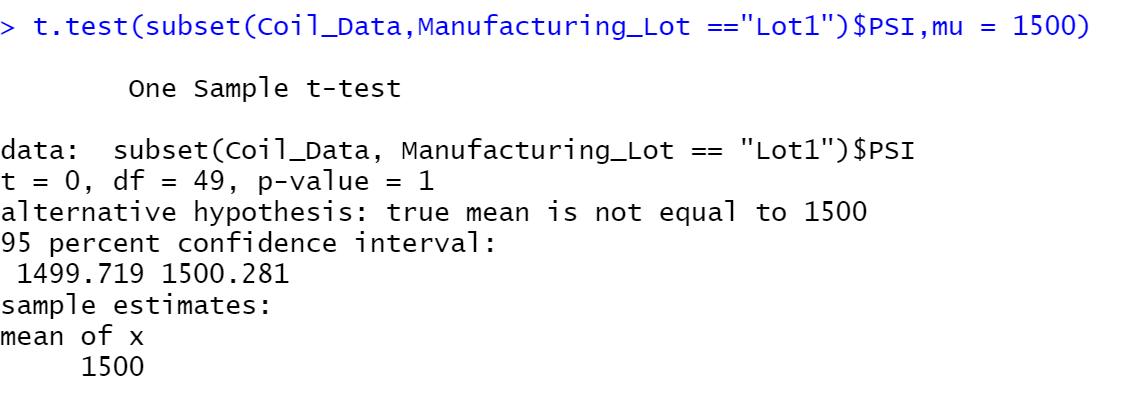 > t.test(subset(Coil_Data,Manufacturing_Lot =="Lot1")$PSI,mu = 1500)
One Sample t-test
data:  subset(Coil_Data, Manufacturing_Lot == "Lot1")$PSI
t = 0, df = 49, p-value = 1
alternative hypothesis: true mean is not equal to 1500
95 percent confidence interval:
1499.719 1500.281
sample estimates:
mean of x
1500